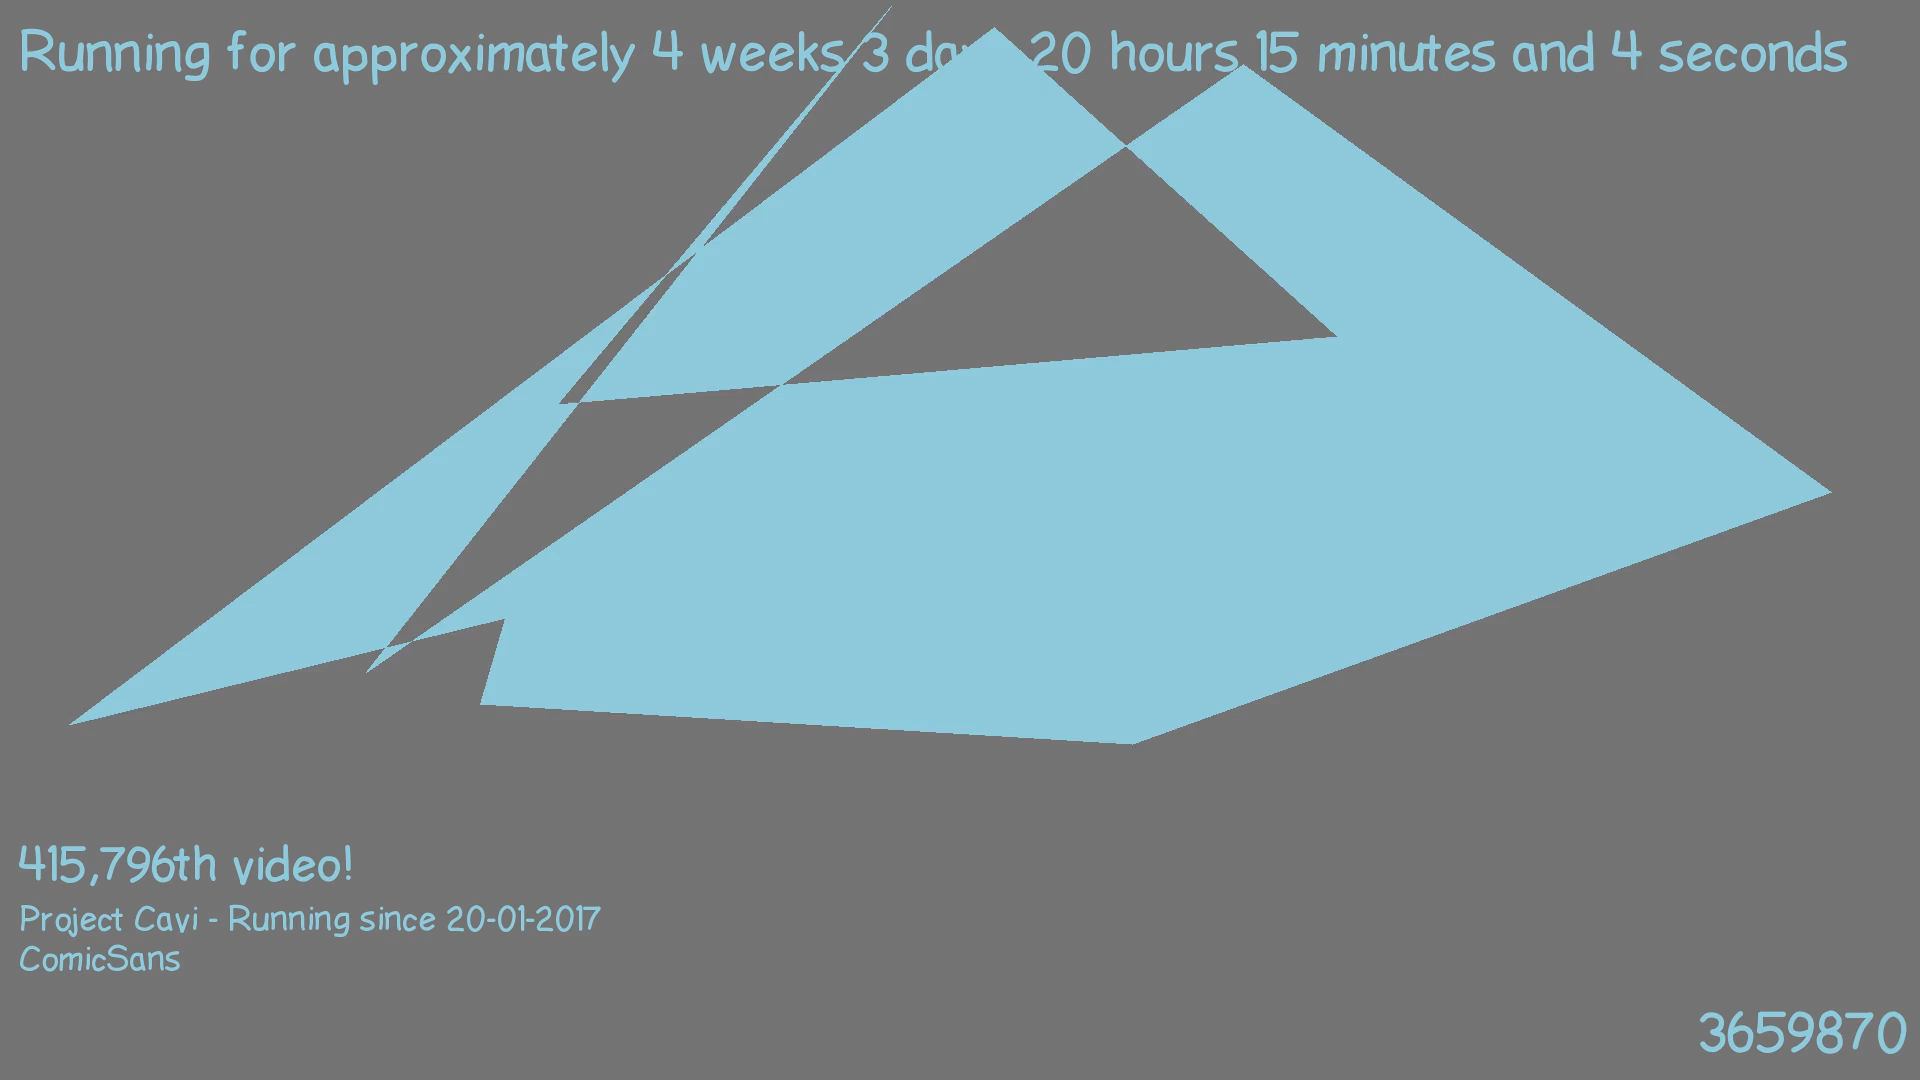 Running for approximately 4 weeks 3 days 20 hours 15 minutes and 4 seconds
415,796th video!
Project Cavi - Running since 20-01-2017
ComicSans
3659870